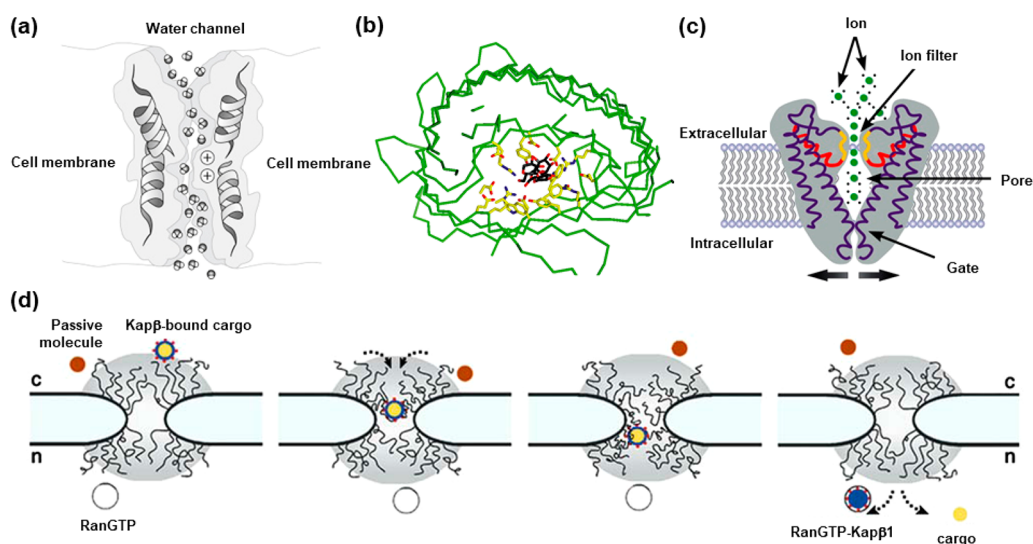 (a)
Water channel
Cell membrane
Cell membrane
(b)
(c)
Ion
Ion filter
Extracellular
Pore
Intracellular
Gate
(d)
Passive
molecule
Kapβ-bound cargo
c
n
RanGTP
c
n
RanGTP-Kapβ1
cargo